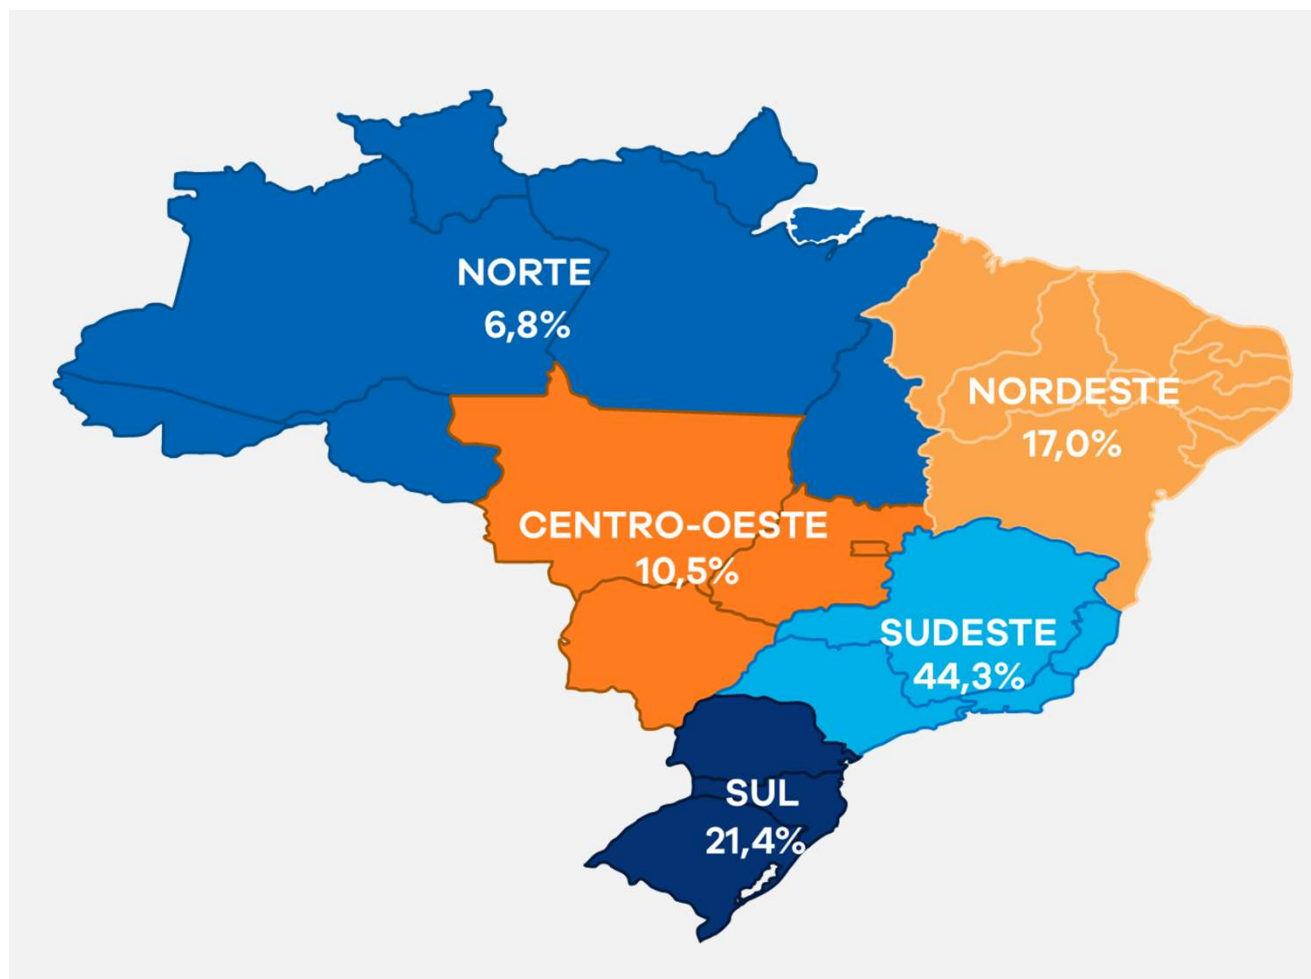 NORTE
6,8%
NORDESTE
17,0%
CENTRO-OESTE
10,5%
SUDESTE
44,3%
SUL
21,4%